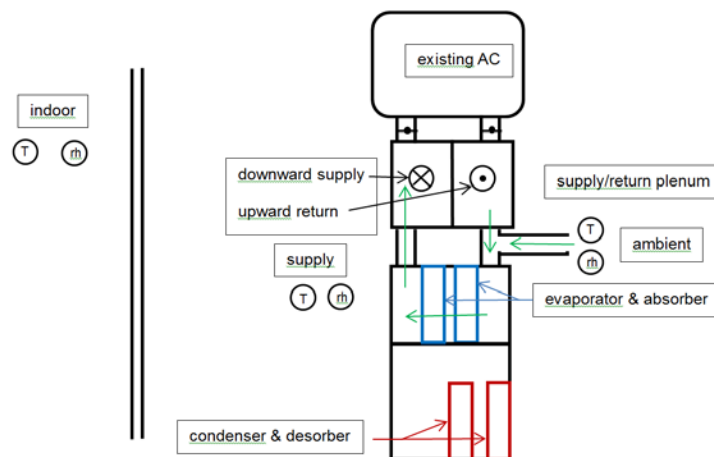 existing AC
indoor
T rh
downward supply
upward return
supply/return plenum
T
ambient
rh
supply
T rh
evaporator & absorber
condenser & desorber